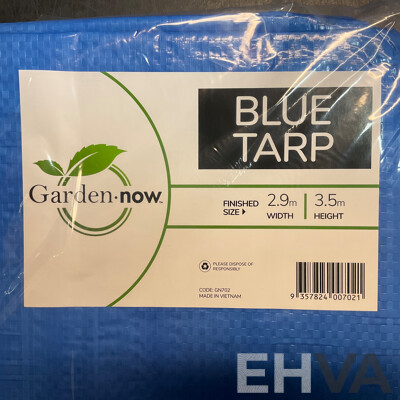 BLUE
TARP
Garden·now™
FINISHED
SIZE
2.9m
WIDTH
3.5m
HEIGHT
PLEASE DISPOSE OF
RESPONSIBLY
CODE: GN702
MADE IN VIETNAM
9 357824 007021
EHVA